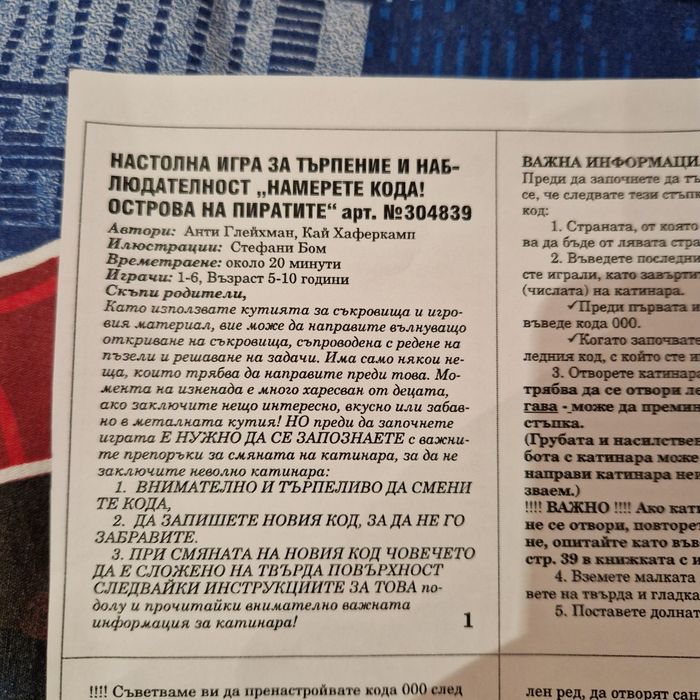 НАСТОЛНА ИГРА ЗА ТЪРПЕНИЕ И НАБ-
ЛЮДАТЕЛНОСТ „НАМЕРЕТЕ КОДА!
ОСТРОВА НА ПИРАТИТЕ“ арт. №304839
Автори: Анти Глейхман, Кай Хаферкамп
Илюстрации: Стефани Бом
Времетраене: около 20 минути
Играчи: 1-6, Възраст 5-10 години
Скъпи родители,
Като използвате кутията за съкровища и игро-
вия материал, вие може да направите вълнуващо
откриване на съкровища, съпроводена с редене на
пъзели и решаване на задачи. Има само някои не-
ща, които трябва да направите преди това. Мо-
мента на изненада е много харесван от децата,
ако заключите нещо интересно, вкусно или забав-
но в металната кутия! НО преди да започнете
играта Е НУЖНО ДА СЕ ЗАПОЗНАЕТЕ с важни-
те препоръки за смяната на катинара, за да не
заключите неволно катинара:
1. ВНИМАТЕЛНО И ТЪРПЕЛИВО ДА СМЕНИ
ТЕ КОДА,
2. ДА ЗАПИШЕТЕ НОВИЯ КОД, ЗА ДА НЕ ГО
ЗАБРАВИТЕ.
3. ПРИ СМЯНАТА НА НОВИЯ КОД ЧОВЕЧЕТО
ДА Е СЛОЖЕНО НА ТВЪРДА ПОВЪРХНОСТ
СЛЕДВАЙКИ ИНСТРУКЦИИТЕ ЗА ТОВА по-
долу и прочитайки внимателно важната
информация за катинара! 1
!!!! Съветваме ви да пренастройвате кода 000 след
ВАЖНА ИНФОРМАЦИ
Преди да започнете да
се, че следвате тези стъпк
код:
1. Страната, от която
ва да бъде от лявата стра
2. Въведете последни
сте играли, като завърти
(числата) на катинара.
✓Преди първата и
въведе кода 000.
✓Когато започват
ледния код, с който сте и
3. Отворете катинар
трябва да се отвори ле
гава - може да премин
стъпка.
(Грубата и насилствен
бота с катинара може
направи катинара неи
зваем.)
!!!! ВАЖНО !!!! Ако кати
не се отвори, повторет
не, опитайте като във
стр. 39 в книжката с и
4. Вземете малката
вете на твърда и гладка
5. Поставете долнат
лен ред, да отворят сан